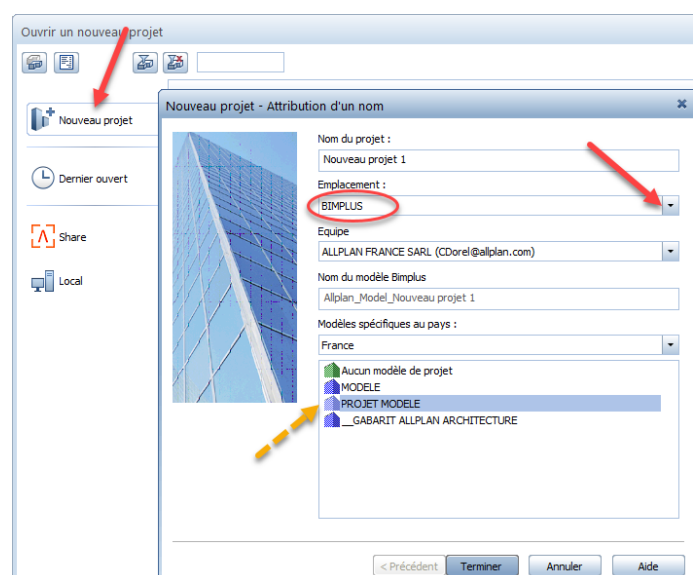 Ouvrir un nouveau projet
Nouveau projet
Dernier ouvert
Share
Local
Nouveau projet - Attribution d'un nom
Nom du projet :
Nouveau projet 1
Emplacement :
BIMPLUS
Equipe
ALLPLAN FRANCE SARL (CDorel@allplan.com)
Nom du modèle Bimplus
Allplan_Model_Nouveau projet 1
Modèles spécifiques au pays :
France
Aucun modèle de projet
MODELE
PROJET MODELE
__GABARIT ALLPLAN ARCHITECTURE
< Précédent
Terminer
Annuler
Aide